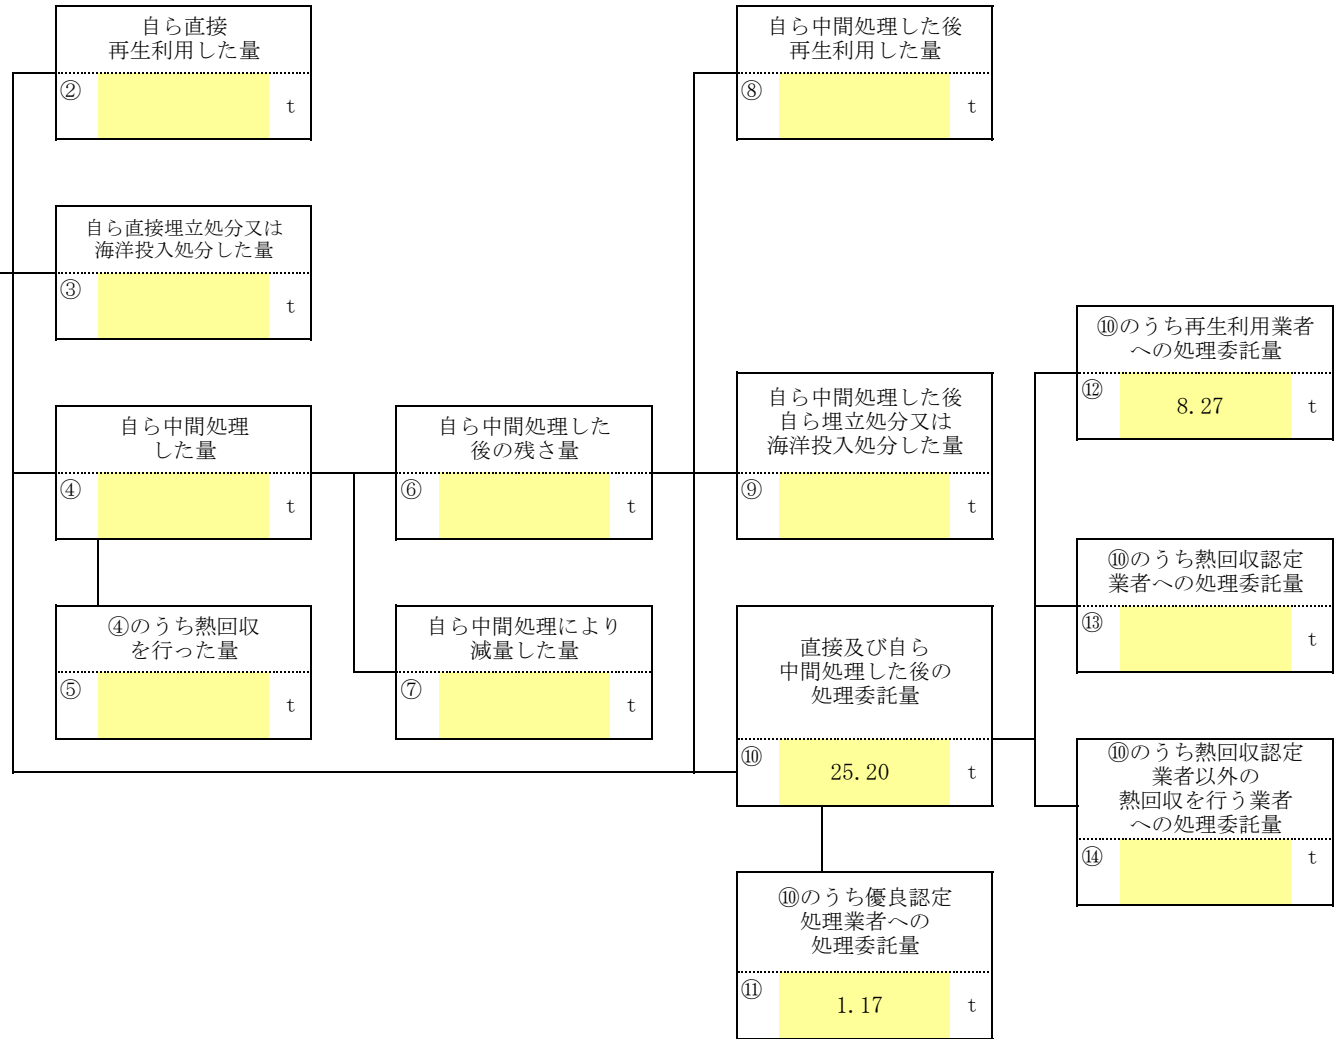 自ら直接
再生利用した量
②
t
自ら中間処理した後
再生利用した量
⑧
t
自ら直接埋立処分又は
海洋投入処分した量
③
t
⑩のうち再生利用業者
への処理委託量
⑫
8.27
t
自ら中間処理
した量
④
t
自ら中間処理した
後の残さ量
⑥
t
自ら中間処理した後
自ら埋立処分又は
海洋投入処分した量
⑨
t
⑩のうち熱回収認定
業者への処理委託量
⑬
t
④のうち熱回収
を行った量
⑤
t
自ら中間処理により
減量した量
⑦
t
直接及び自ら
中間処理した後の
処理委託量
⑩
25.20
t
⑩のうち熱回収認定
業者以外の
熱回収を行う業者
への処理委託量
⑭
t
⑩のうち優良認定
処理業者への
処理委託量
⑪
1.17
t